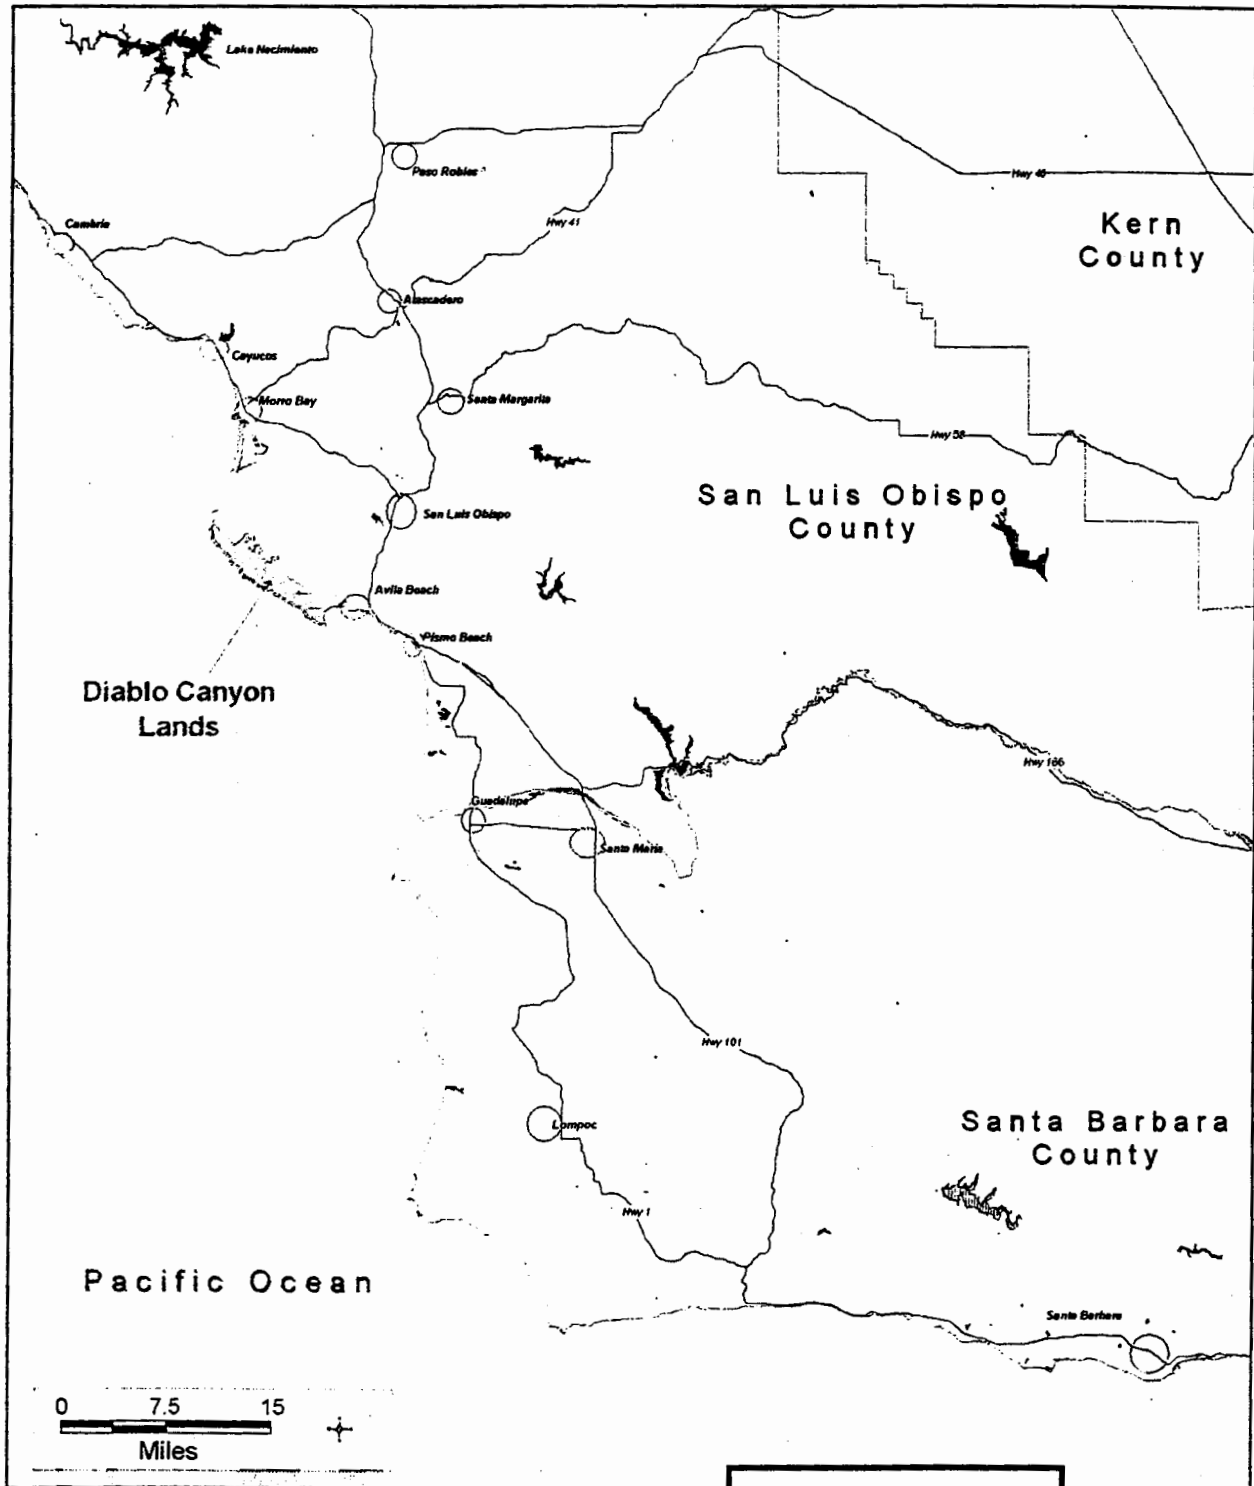 Lake Nacimiento
Paso Robles
Hwy 46
Cambria
Hwy 41
Kern
County
Atascadero
Cayucos
Morro Bay
Santa Margarita
Hwy 58
San Luis Obispo
County
San Luis Obispo
Avila Beach
Pismo Beach
Diablo Canyon
Lands
Hwy 166
Guadalupe
Santa Maria
Hwy 101
Lompoc
Santa Barbara
County
Hwy 1
Pacific Ocean
Santa Barbara
0 7.5 15
Miles